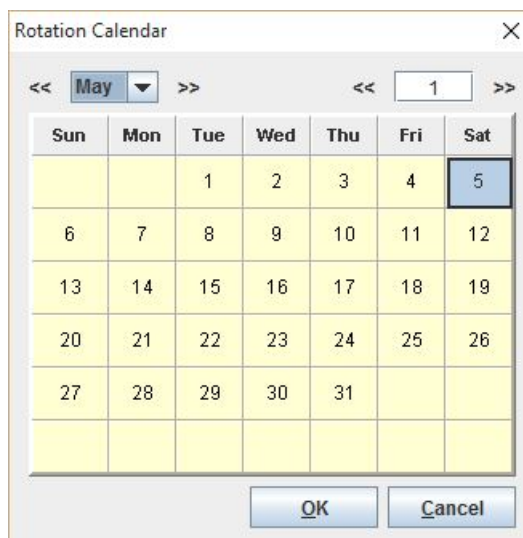 Rotation Calendar
<< May >> << 1 >>
Sun Mon Tue Wed Thu Fri Sat
1 2 3 4 5
6 7 8 9 10 11 12
13 14 15 16 17 18 19
20 21 22 23 24 25 26
27 28 29 30 31
OK Cancel